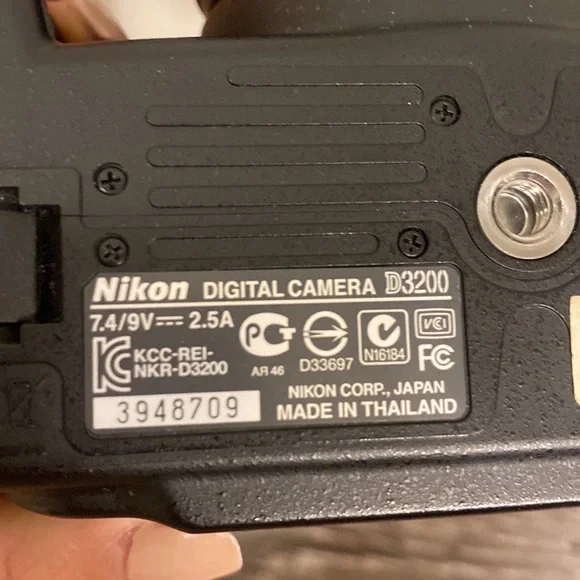 Nikon DIGITAL CAMERA D3200
7.4/9V⎓ 2.5A
KCC-REI-
NKR-D3200
АЯ 46
D33697
N16184
VCI
FC
3948709
NIKON CORP., JAPAN
MADE IN THAILAND